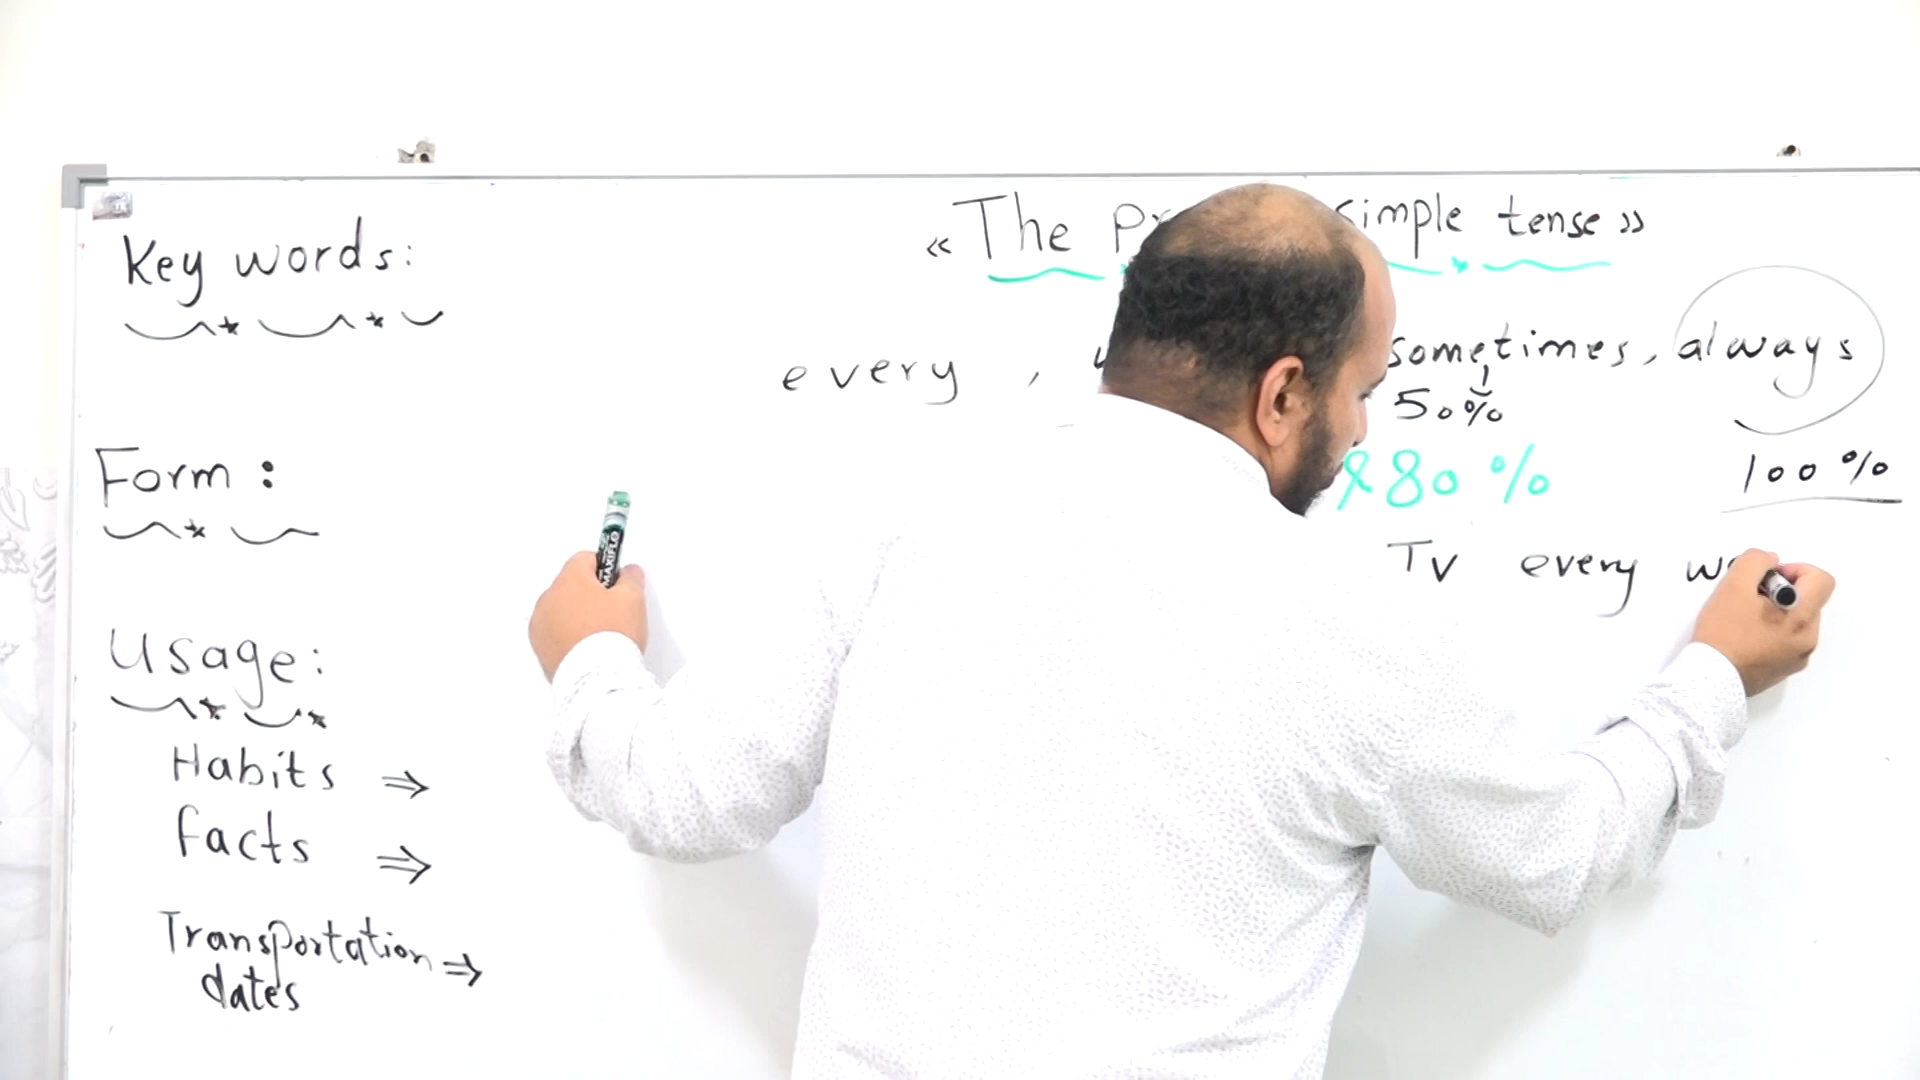 « The simple tense »
Key words:
every , sometimes, always
50%
80 % 100 %
Form :
Tv every
Usage:
Habits ⇒
facts ⇒
Transportation ⇒
dates
MAXIFLO